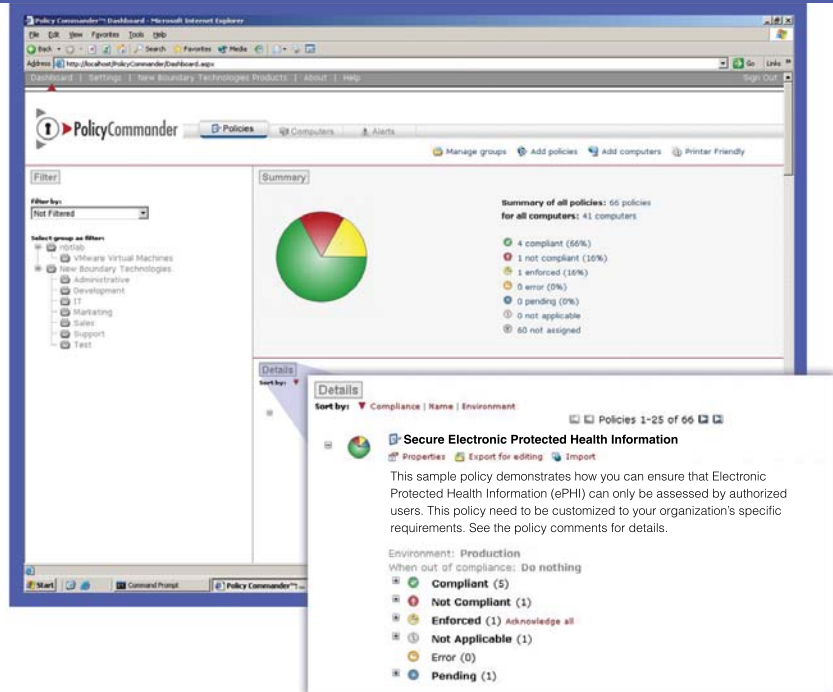 Policy Commander™: Dashboard - Microsoft Internet Explorer
File Edit View Favorites Tools Help
Back Search Favorites Media
Address http://localhost/PolicyCommander/Dashboard.aspx Go Links »
Dashboard | Settings | New Boundary Technologies Products | About | Help Sign Out
PolicyCommander Policies Computers Alerts
Manage groups Add policies Add computers Printer Friendly
Filter
Filter by:
Not Filtered
Select group as filter:
nbtlab
VMware Virtual Machines
New Boundary Technologies
Administrative
Development
IT
Marketing
Sales
Support
Test
Summary
Summary of all policies: 66 policies
for all computers: 41 computers
4 compliant (66%)
1 not compliant (16%)
1 enforced (16%)
0 error (0%)
0 pending (0%)
0 not applicable
60 not assigned
Details
Sort by:
Start Command Prompt Policy Commander™: ...
Details
Sort by: Compliance | Name | Environment
Policies 1-25 of 66
Secure Electronic Protected Health Information
Properties Export for editing Import
This sample policy demonstrates how you can ensure that Electronic
Protected Health Information (ePHI) can only be assessed by authorized
users. This policy need to be customized to your organization's specific
requirements. See the policy comments for details.
Environment: Production
When out of compliance: Do nothing
Compliant (5)
Not Compliant (1)
Enforced (1) Acknowledge all
Not Applicable (1)
Error (0)
Pending (1)